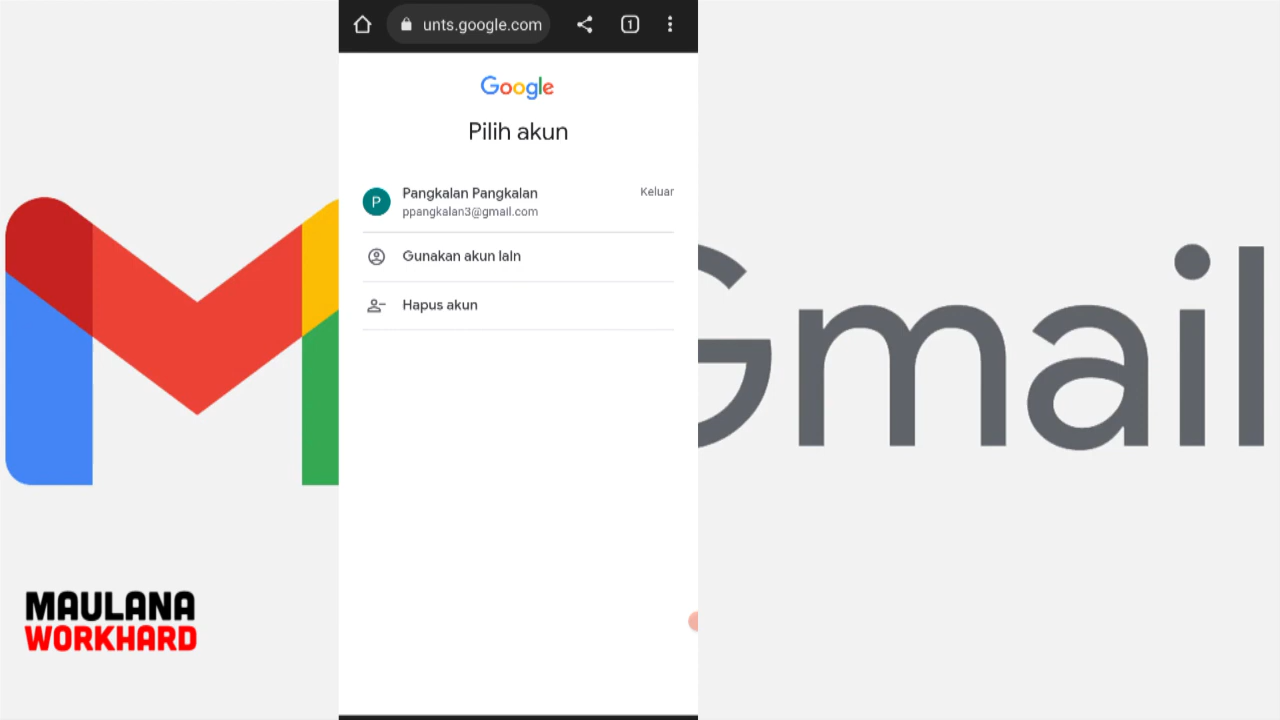 unts.google.com
1
Google
Pilih akun
P
Pangkalan Pangkalan
Keluar
ppangkalan3@gmail.com
Gunakan akun lain
Hapus akun
Gmail
MAULANA
WORKHARD